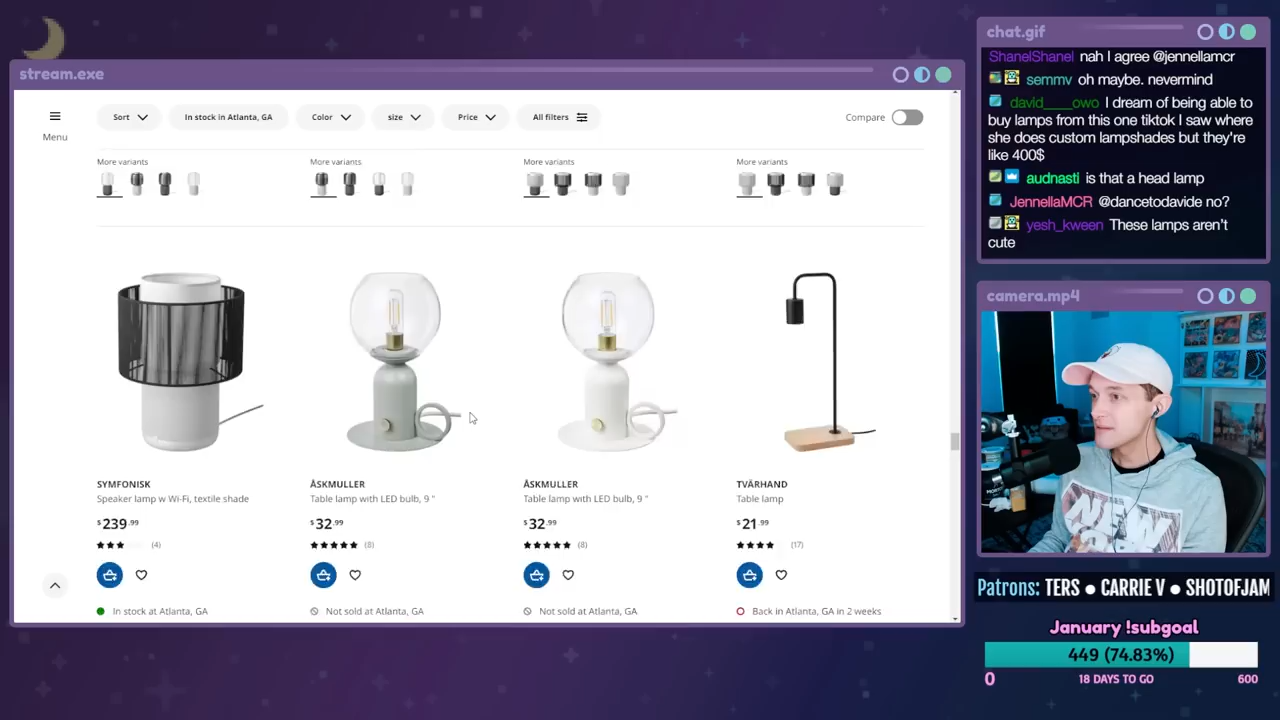 stream.exe
Menu
Sort
In stock in Atlanta, GA
Color
size
Price
All filters
Compare
More variants
More variants
More variants
More variants
SYMFONISK
Speaker lamp w Wi-Fi, textile shade
$239.99
(4)
In stock at Atlanta, GA
ÅSKMULLER
Table lamp with LED bulb, 9 "
$32.99
(8)
Not sold at Atlanta, GA
ÅSKMULLER
Table lamp with LED bulb, 9 "
$32.99
(8)
Not sold at Atlanta, GA
TVÄRHAND
Table lamp
$21.99
(17)
Back in Atlanta, GA in 2 weeks
chat.gif
ShanelShanel nah I agree @jennellamcr
semmv oh maybe. nevermind
david____owo I dream of being able to
buy lamps from this one tiktok I saw where
she does custom lampshades but they're
like 400$
audnasti is that a head lamp
JennellaMCR @dancetodavide no?
yesh_kween These lamps aren't
cute
camera.mp4
NEW
Patrons: TERS ● CARRIE V ● SHOTOFJAM
January !subgoal
449 (74.83%)
0
18 DAYS TO GO
600